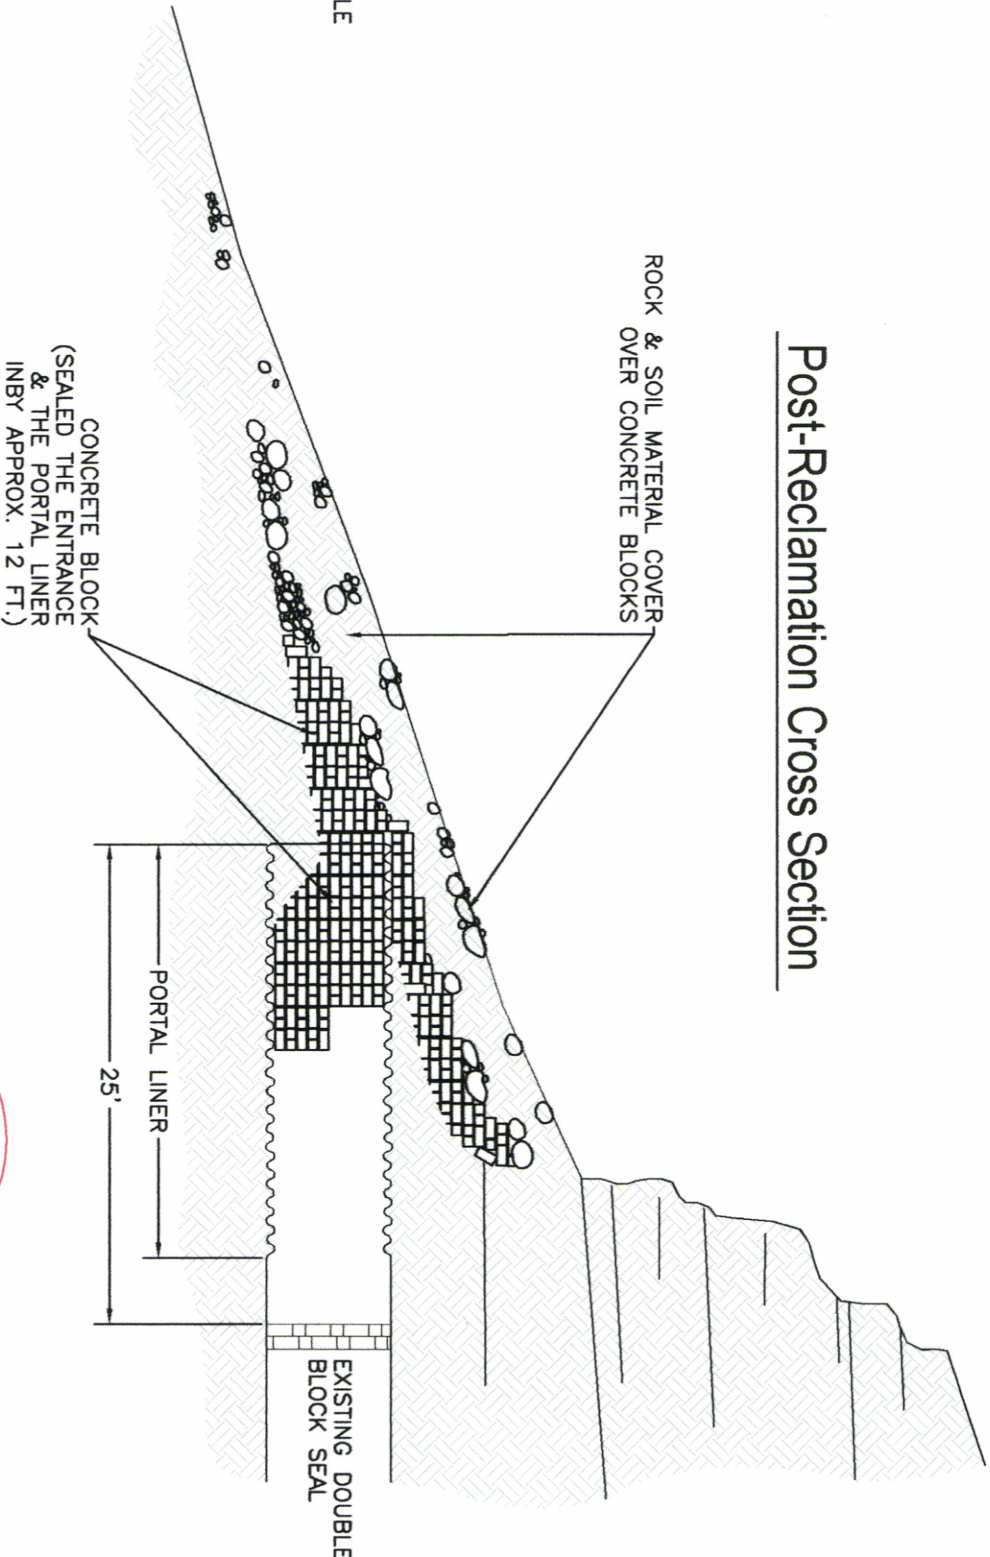 Post-Reclamation Cross Section
ROCK & SOIL MATERIAL COVER
OVER CONCRETE BLOCKS
LE
CONCRETE BLOCK
(SEALED THE ENTRANCE
& THE PORTAL LINER
INBY APPROX. 12 FT.)
PORTAL LINER
25'
EXISTING DOUBLE
BLOCK SEAL